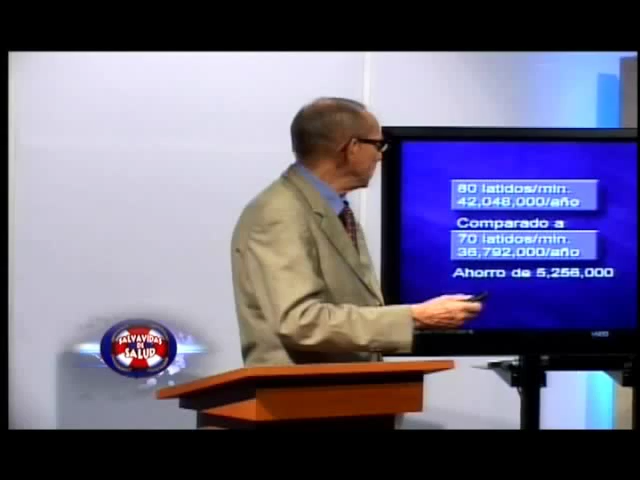 80 latidos/min.
42,048,000/año
Comparado a
70 latidos/min.
36,792,000/año
Ahorro de 5,256,000
SALVAVIDAS
DE
SALUD